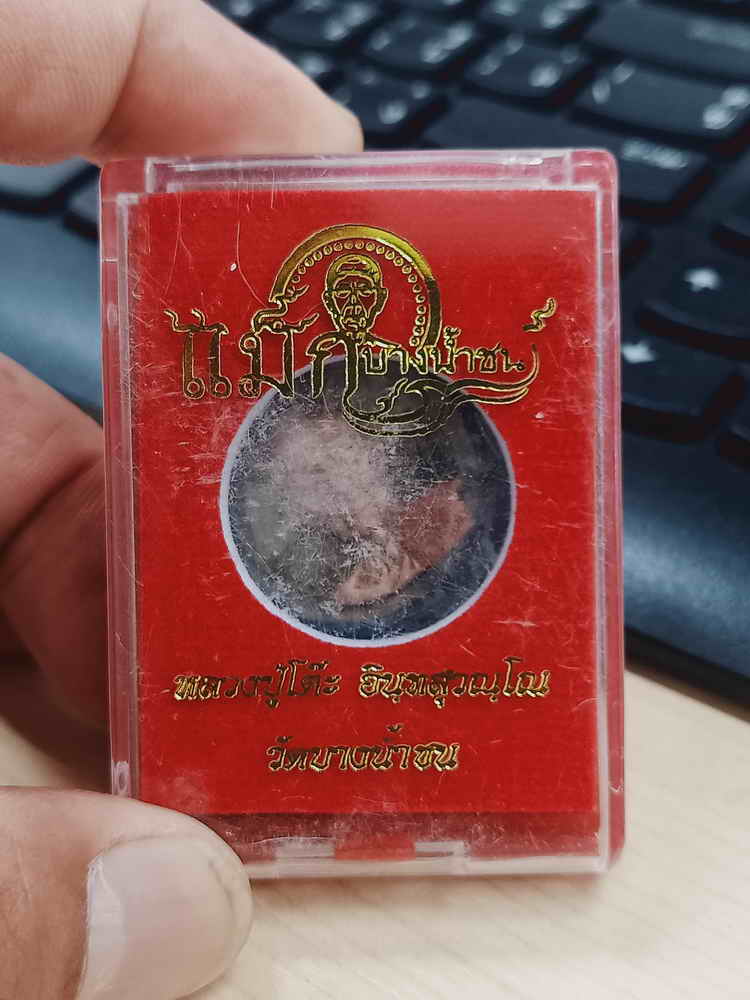 แม็ก บางน้ำชน
หลวงปู่โต๊ะ อินฺทสุวณฺโณ
วัดบางน้ำชน